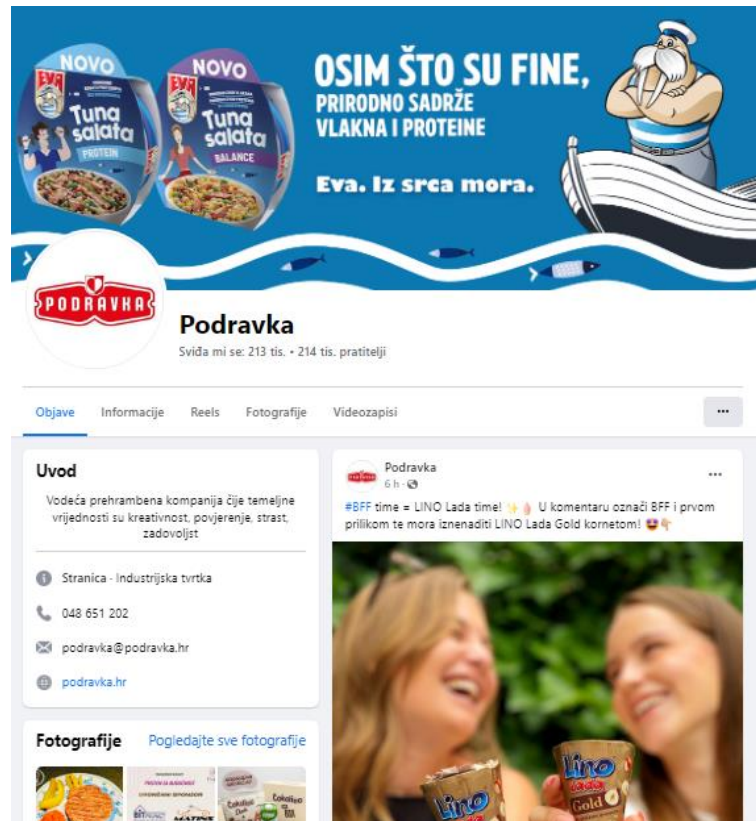 NOVO
NOVO
EVA
Tuna
salata
PROTEIN
EVA
Tuna
salata
BALANCE
OSIM ŠTO SU FINE,
PRIRODNO SADRŽE
VLAKNA I PROTEINE
Eva. Iz srca mora.
PODRAVKA
Podravka
Sviđa mi se: 213 tis. • 214 tis. pratitelji
Objave
Informacije
Reels
Fotografije
Videozapisi
Uvod
Vodeća prehrambena kompanija čije temeljne
vrijednosti su kreativnost, povjerenje, strast,
zadovoljst
Stranica · Industrijska tvrtka
048 651 202
podravka@podravka.hr
podravka.hr
Fotografije
Pogledajte sve fotografije
Čokolino
Čokolino
Podravka
6 h
#BFF time = LINO Lada time! ✨👆 U komentaru označi BFF i prvom
prilikom te mora iznenaditi LINO Lada Gold kornetom! 🤩👇
Lino
Lino
lada
Gold